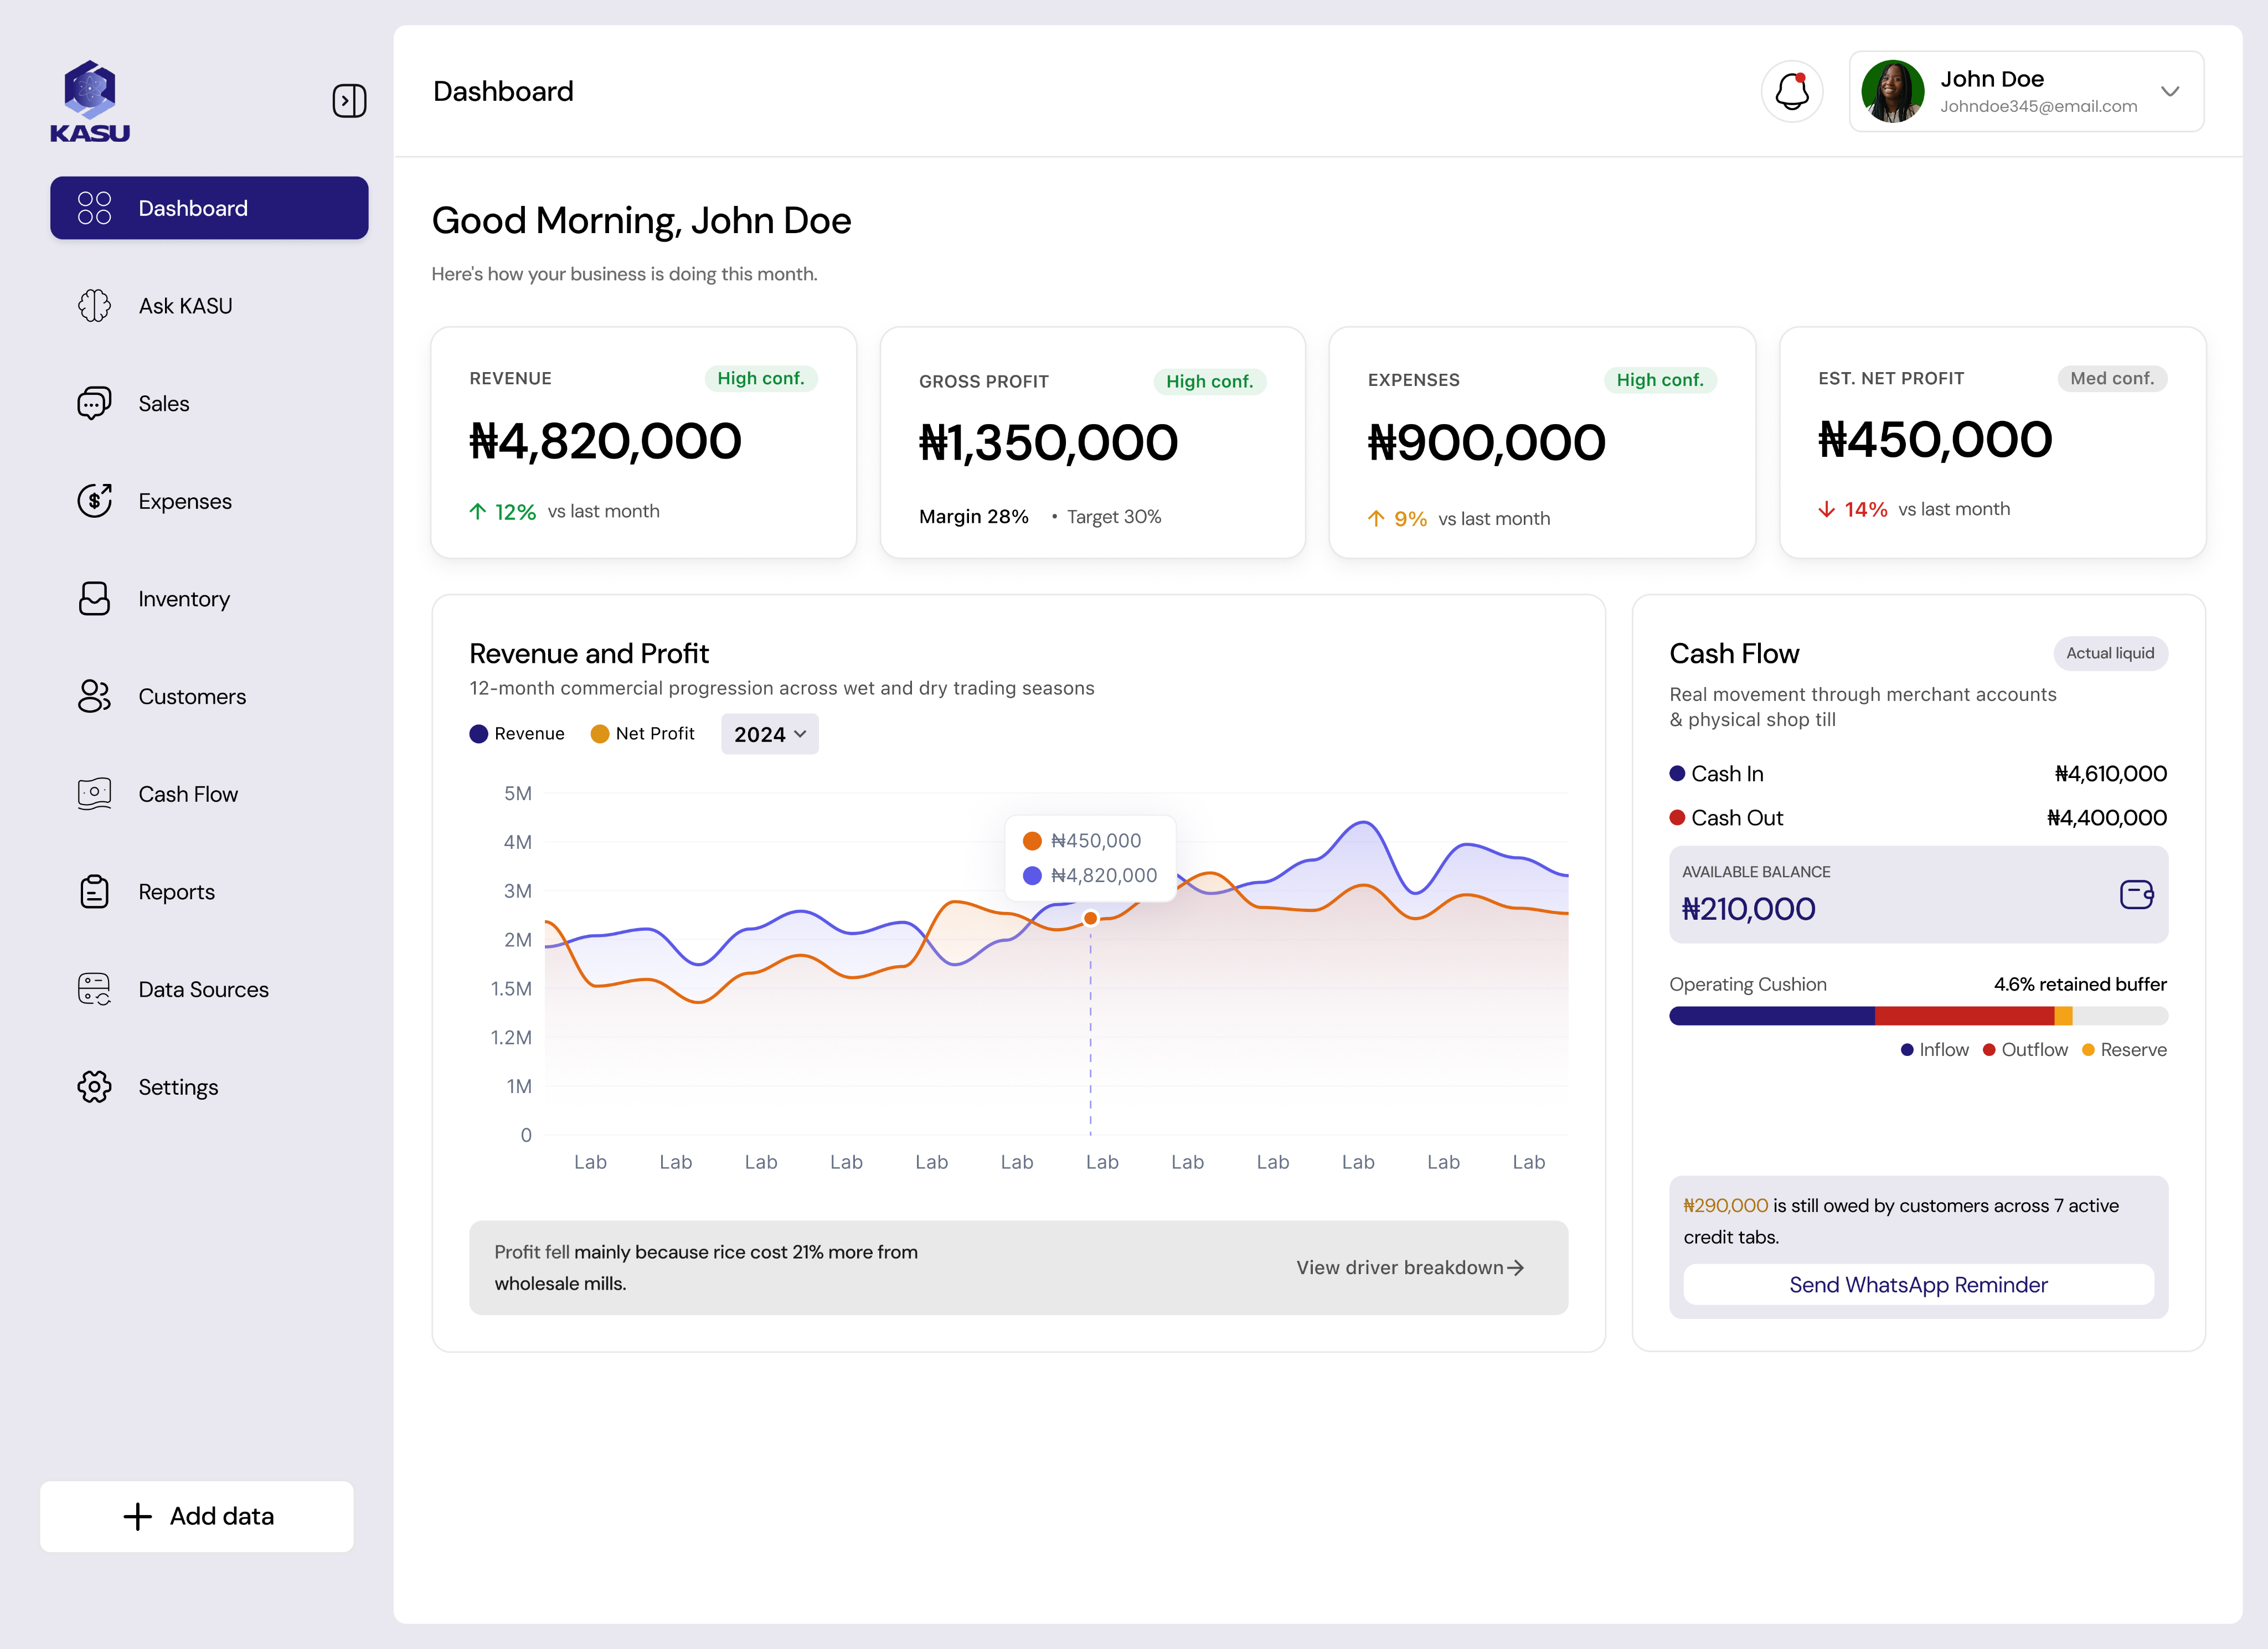 KASU
Dashboard
Ask KASU
Sales
Expenses
Inventory
Customers
Cash Flow
Reports
Data Sources
Settings
Add data
Dashboard
John Doe
Johndoe345@email.com
Good Morning, John Doe
Here's how your business is doing this month.
REVENUE
High conf.
₦4,820,000
↑ 12% vs last month
GROSS PROFIT
High conf.
₦1,350,000
Margin 28% • Target 30%
EXPENSES
High conf.
₦900,000
↑ 9% vs last month
EST. NET PROFIT
Med conf.
₦450,000
↓ 14% vs last month
Revenue and Profit
12-month commercial progression across wet and dry trading seasons
Revenue
Net Profit
2024
5M
4M
3M
2M
1.5M
1.2M
1M
0
₦450,000
₦4,820,000
Lab Lab Lab Lab Lab Lab Lab Lab Lab Lab Lab Lab
Profit fell mainly because rice cost 21% more from
wholesale mills.
View driver breakdown→
Cash Flow
Actual liquid
Real movement through merchant accounts
& physical shop till
Cash In ₦4,610,000
Cash Out ₦4,400,000
AVAILABLE BALANCE
₦210,000
Operating Cushion 4.6% retained buffer
Inflow Outflow Reserve
₦290,000 is still owed by customers across 7 active
credit tabs.
Send WhatsApp Reminder